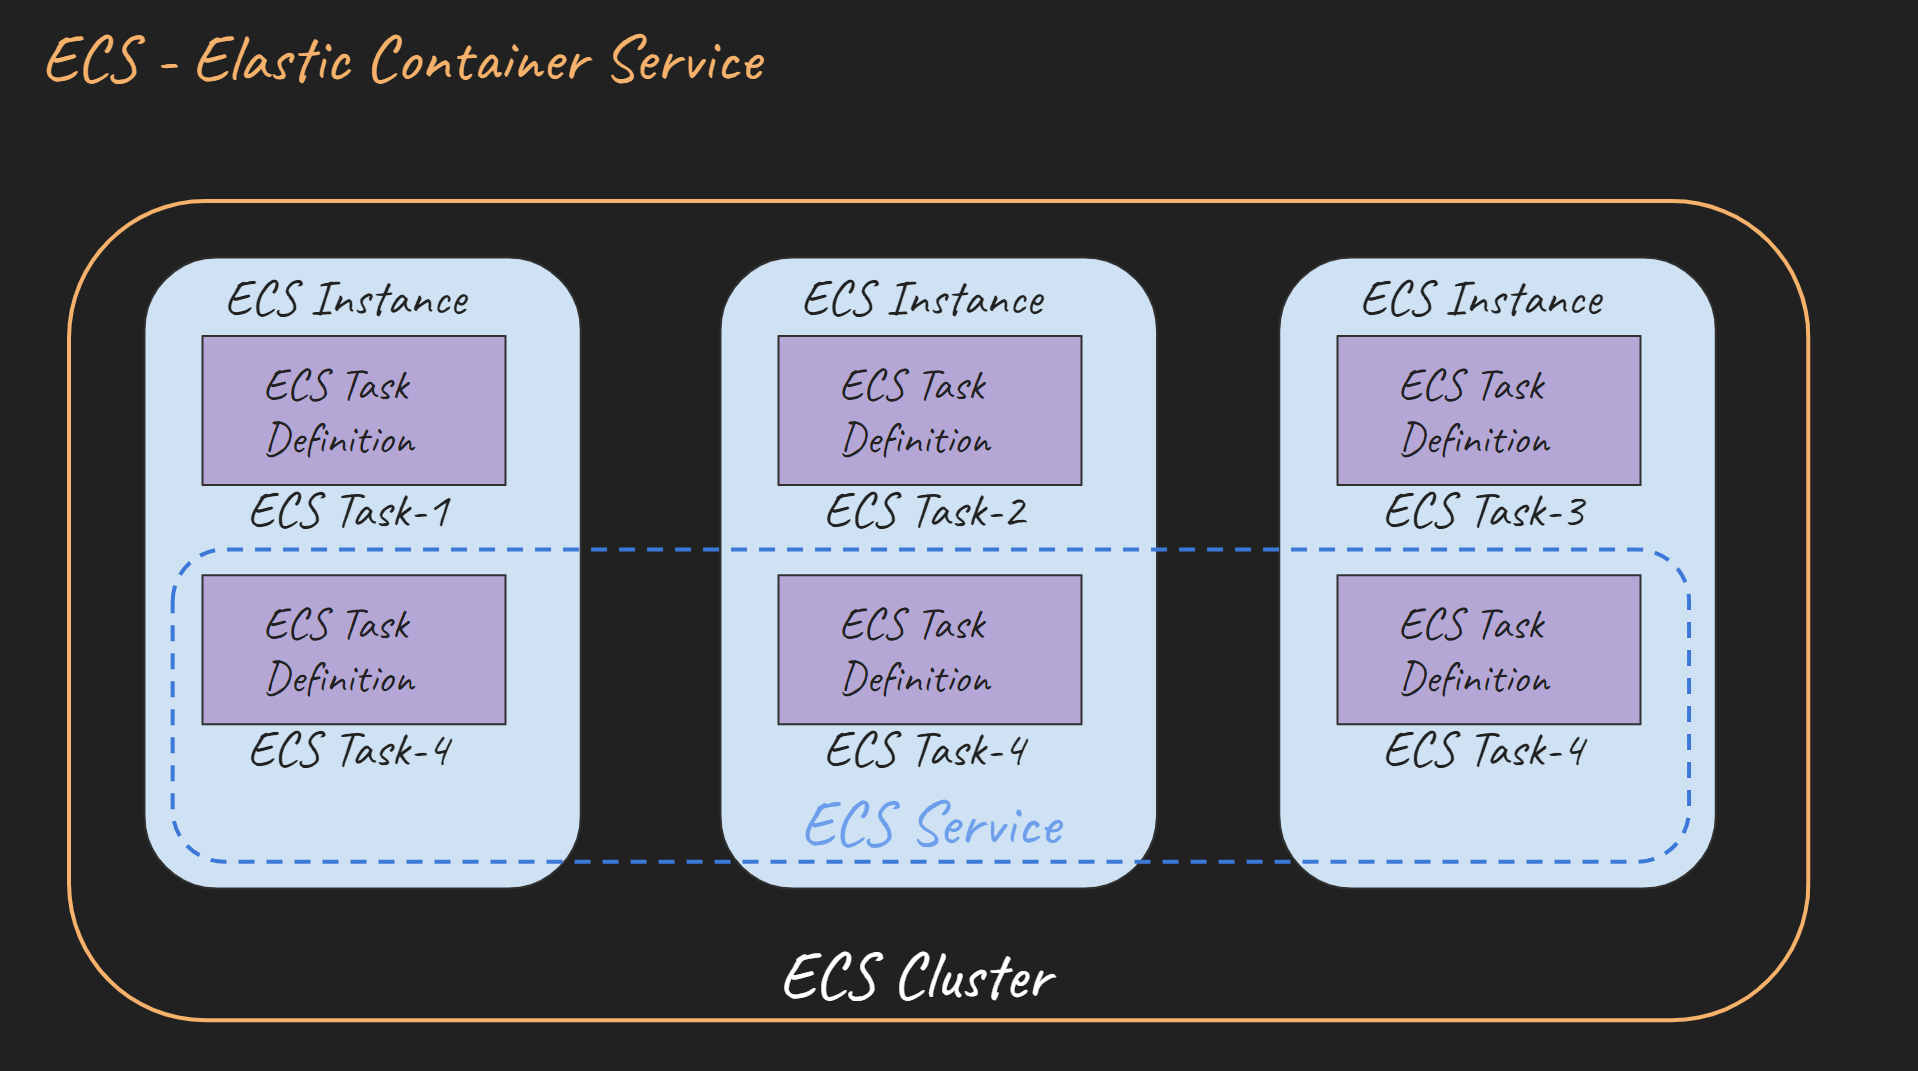 ECS - Elastic Container Service
ECS Instance
ECS Task
Definition
ECS Task-1
ECS Task
Definition
ECS Task-4
ECS Instance
ECS Task
Definition
ECS Task-2
ECS Task
Definition
ECS Task-4
ECS Instance
ECS Task
Definition
ECS Task-3
ECS Task
Definition
ECS Task-4
ECS Service
ECS Cluster